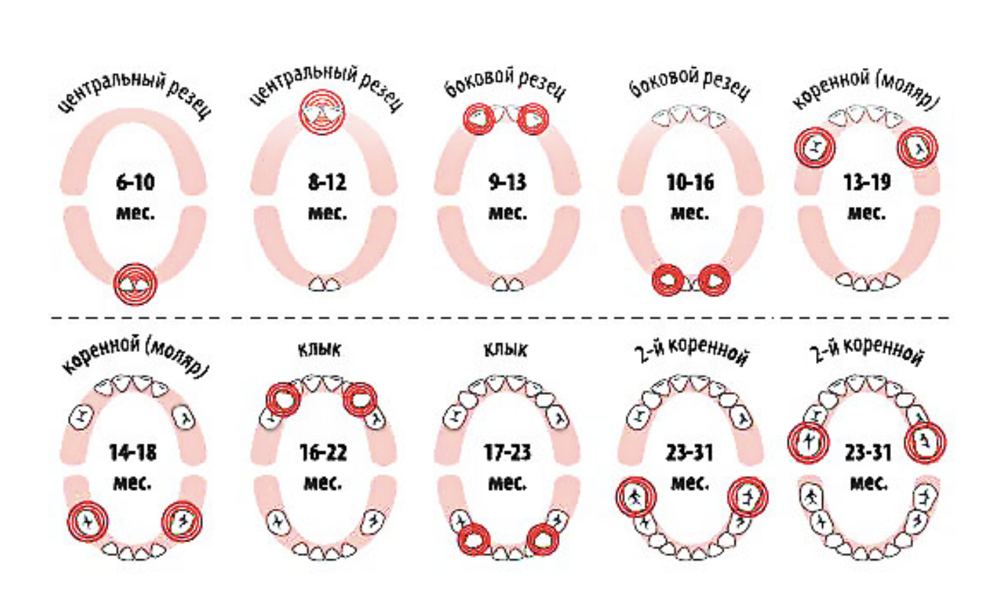 центральный резец
6-10
мес.
центральный резец
8-12
мес.
боковой резец
9-13
мес.
боковой резец
10-16
мес.
коренной (моляр)
13-19
мес.
коренной (моляр)
14-18
мес.
клык
16-22
мес.
клык
17-23
мес.
2-й коренной
23-31
мес.
2-й коренной
23-31
мес.